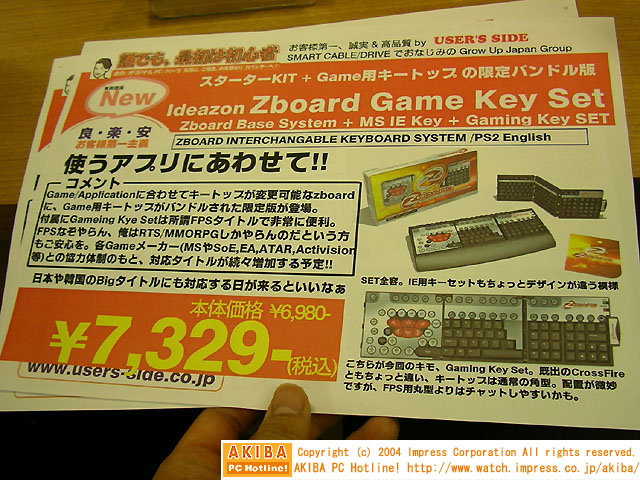 誰でも、最初は初心者
お客様第一、誠実 & 高品質 by USER'S SIDE
SMART CABLE/DRIVE でおなじみの Grow Up Japan Group
スターターKIT + Game用キートップ の限定バンドル版
New
Ideazon Zboard Game Key Set
Zboard Base System + MS IE Key + Gaming Key SET
良・楽・安
お客様第一主義
ZBOARD INTERCHANGABLE KEYBOARD SYSTEM /PS2 English
使うアプリにあわせて!!
コメント
Game/Applicationに合わせてキートップが変更可能なzboard
に、Game用キートップがバンドルされた限定版が登場。
付属にGameing Kye Setは所謂FPSタイトルで非常に便利。
FPSなぞやらん、俺はRTS/MMORPGしかやらんのだという方
もご安心を。各Gameメーカー(MSやSoE,EA,ATAR,Activision
等)との協力体制のもと、対応タイトルが続々増加する予定!!
日本や韓国のBigタイトルにも対応する日が来るといいなぁ
SET全容。IE用キーセットもちょっとデザインが違う模様
本体価格 ¥6,980-
¥7,329-(税込)
www.users-side.co.jp
こちらが今回のキモ、Gaming Key Set。既出のCrossFire
ともちょっと違い、キートップは通常の角型。配置が微妙
ですが、FPS用丸型よりはチャットしやすいかも。
AKIBA
PC Hotline!
Copyright (c) 2004 Impress Corporation All rights reserved.
AKIBA PC Hotline! http://www.watch.impress.co.jp/akiba/